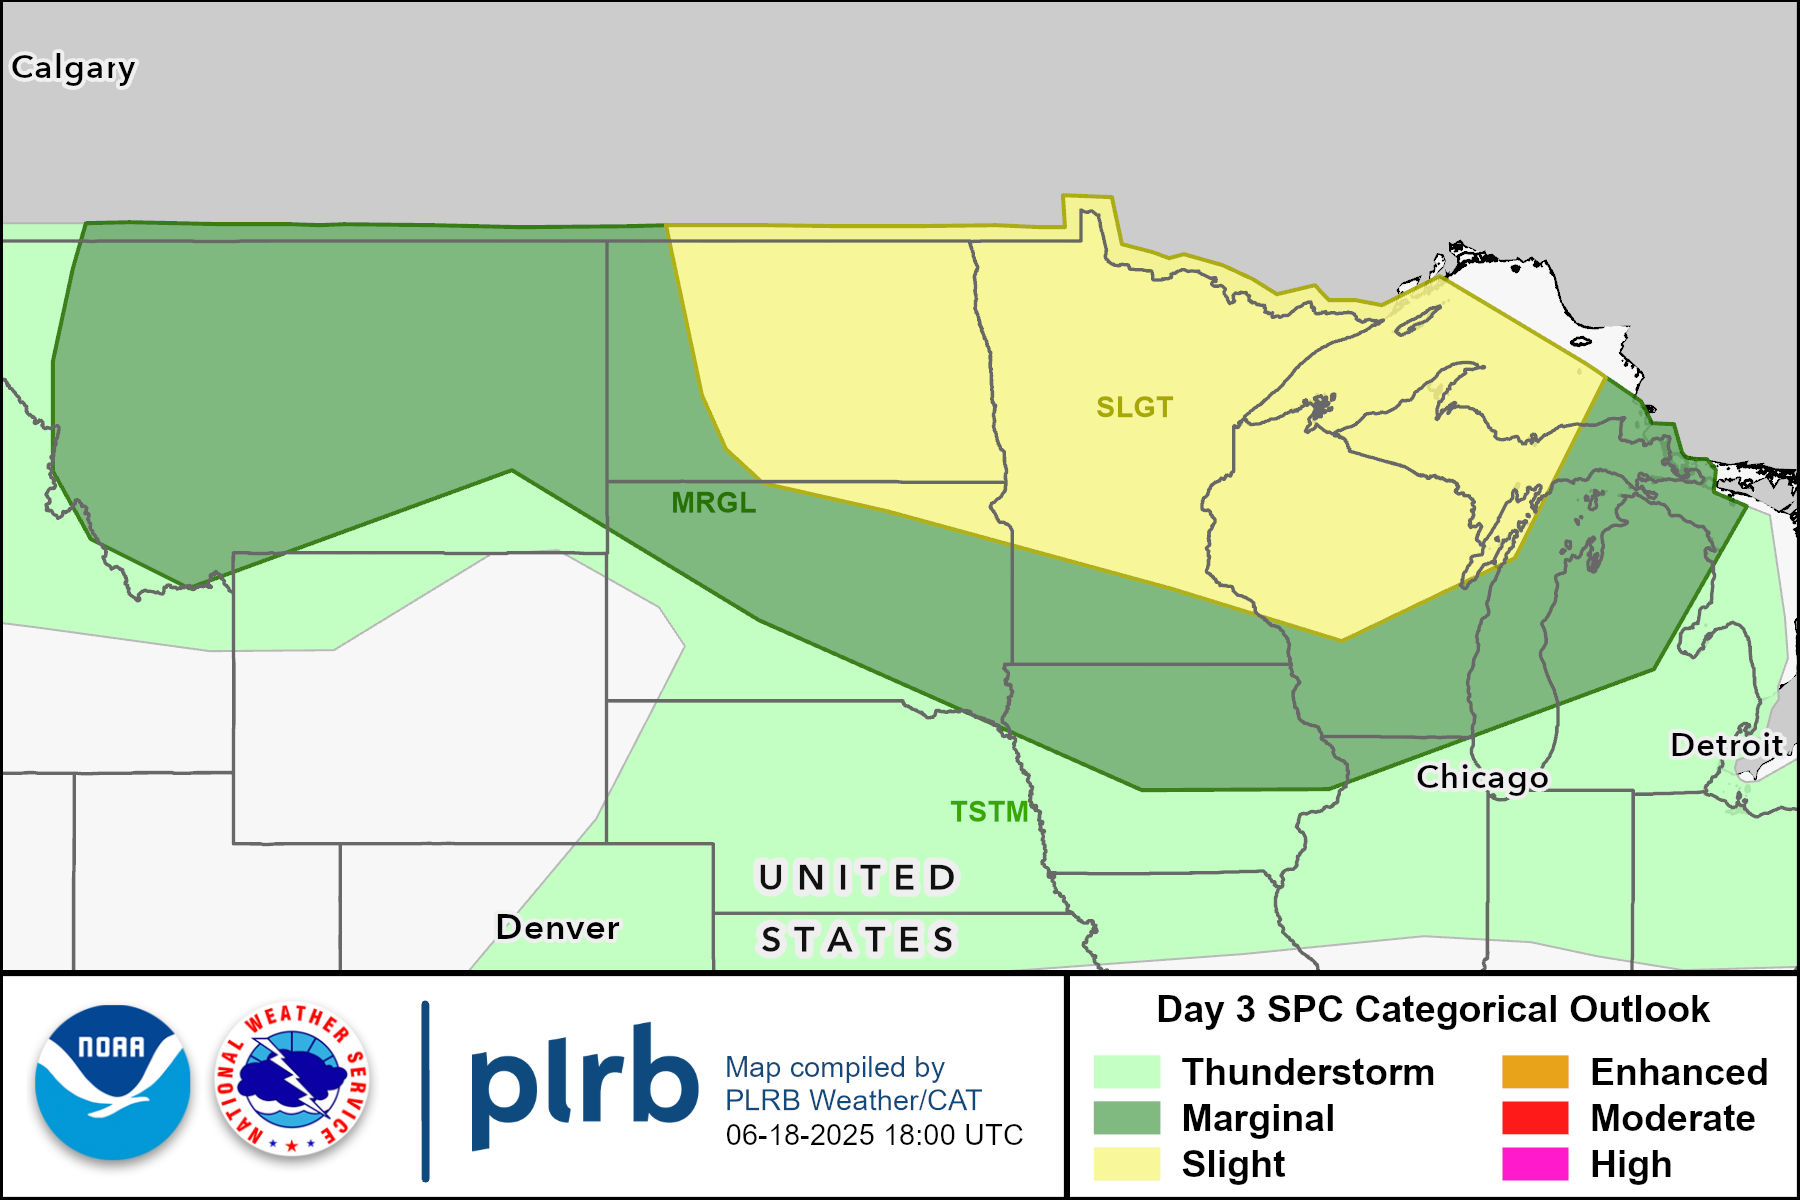 Calgary
SLGT
MRGL
Detroit
Chicago
TSTM
UNITED
STATES
Denver
NOAA
NATIONAL WEATHER SERVICE
plrb
Map compiled by
PLRB Weather/CAT
06-18-2025 18:00 UTC
Day 3 SPC Categorical Outlook
Thunderstorm
Marginal
Slight
Enhanced
Moderate
High